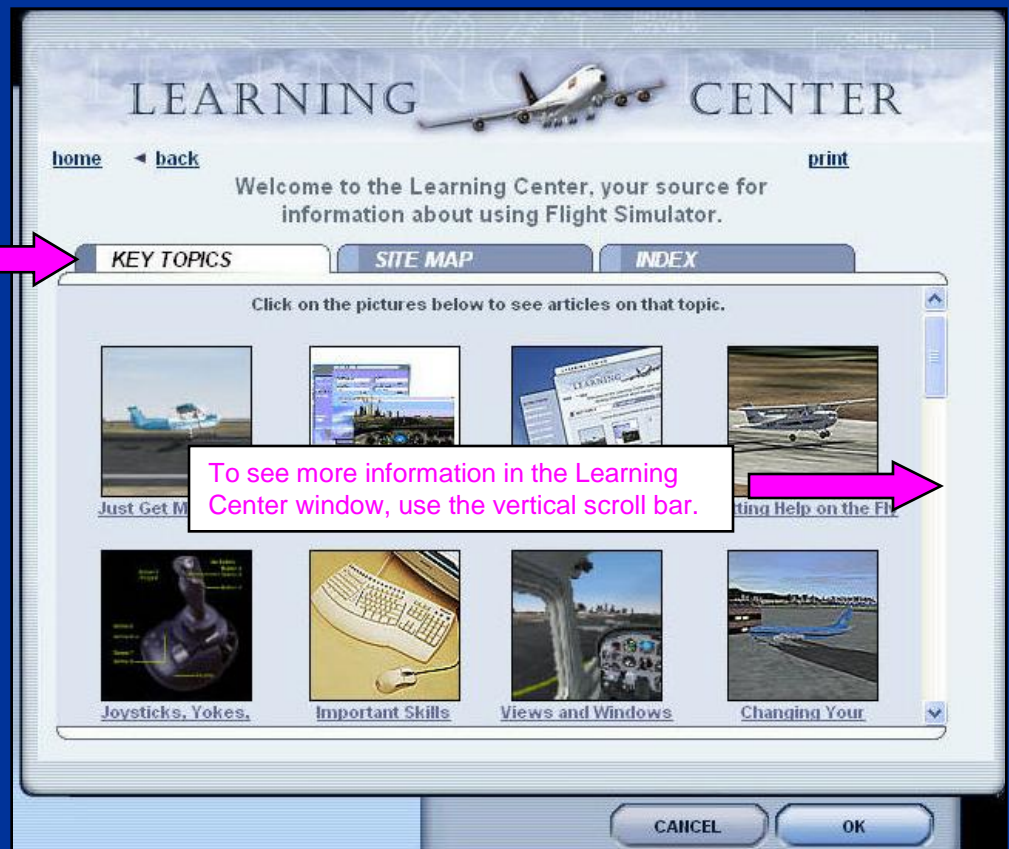 LEARNING CENTER
home ◄ back print
Welcome to the Learning Center, your source for
information about using Flight Simulator.
KEY TOPICS SITE MAP INDEX
Click on the pictures below to see articles on that topic.
To see more information in the Learning
Center window, use the vertical scroll bar.
Just Get Help on the Fly
Joysticks, Yokes, Important Skills Views and Windows Changing Your
CANCEL OK